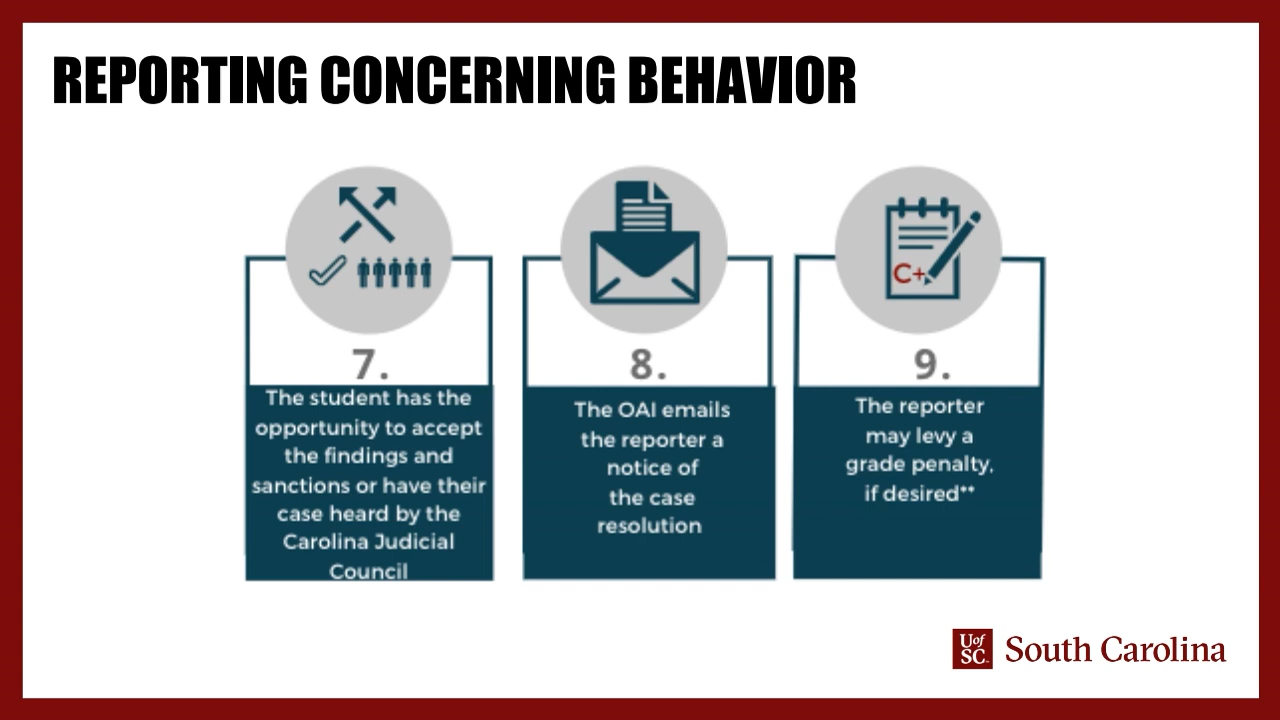 REPORTING CONCERNING BEHAVIOR
C+
7.
The student has the
opportunity to accept
the findings and
sanctions or have their
case heard by the
Carolina Judicial
Council
8.
The OAI emails
the reporter a
notice of
the case
resolution
9.
The reporter
may levy a
grade penalty,
if desired**
UofSC South Carolina